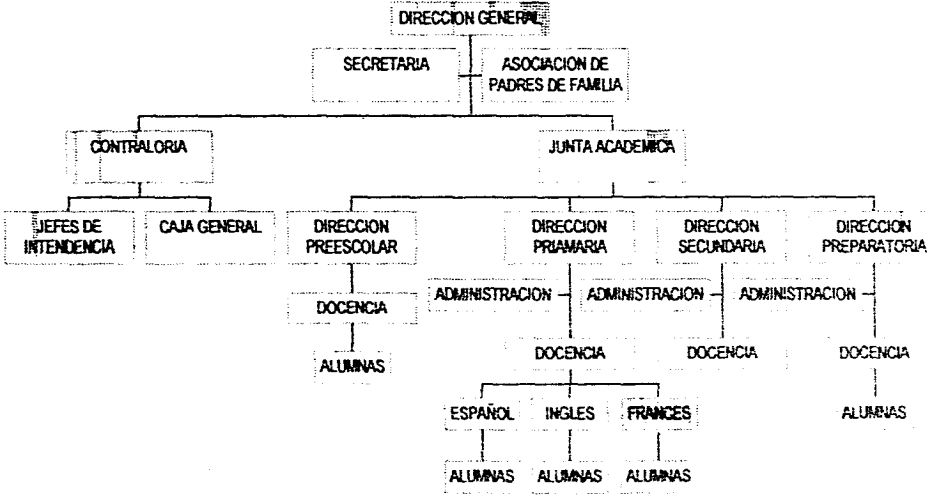 DIRECCION GENERAL
SECRETARIA
ASOCIACION DE
PADRES DE FAMILIA
CONTRALORIA
JUNTA ACADEMICA
JEFES DE
INTENDENCIA
CAJA GENERAL
DIRECCION
PREESCOLAR
DIRECCION
PRIAMARIA
DIRECCION
SECUNDARIA
DIRECCION
PREPARATORIA
ADMINISTRACION
ADMINISTRACION
ADMINISTRACION
DOCENCIA
DOCENCIA
DOCENCIA
DOCENCIA
ALUMNAS
ESPAÑOL
INGLES
FRANCES
ALUMNAS
ALUMNAS
ALUMNAS
ALUMNAS